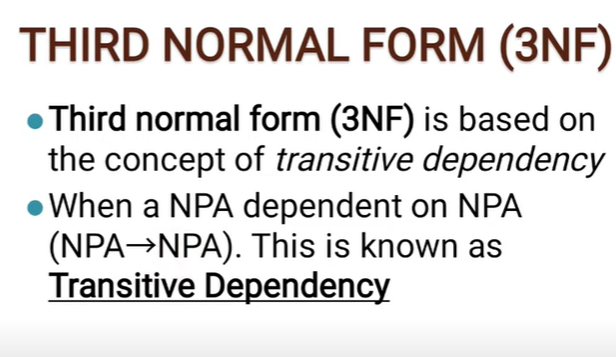 THIRD NORMAL FORM (3NF)
● Third normal form (3NF) is based on
the concept of transitive dependency
● When a NPA dependent on NPA
(NPA→NPA). This is known as
Transitive Dependency